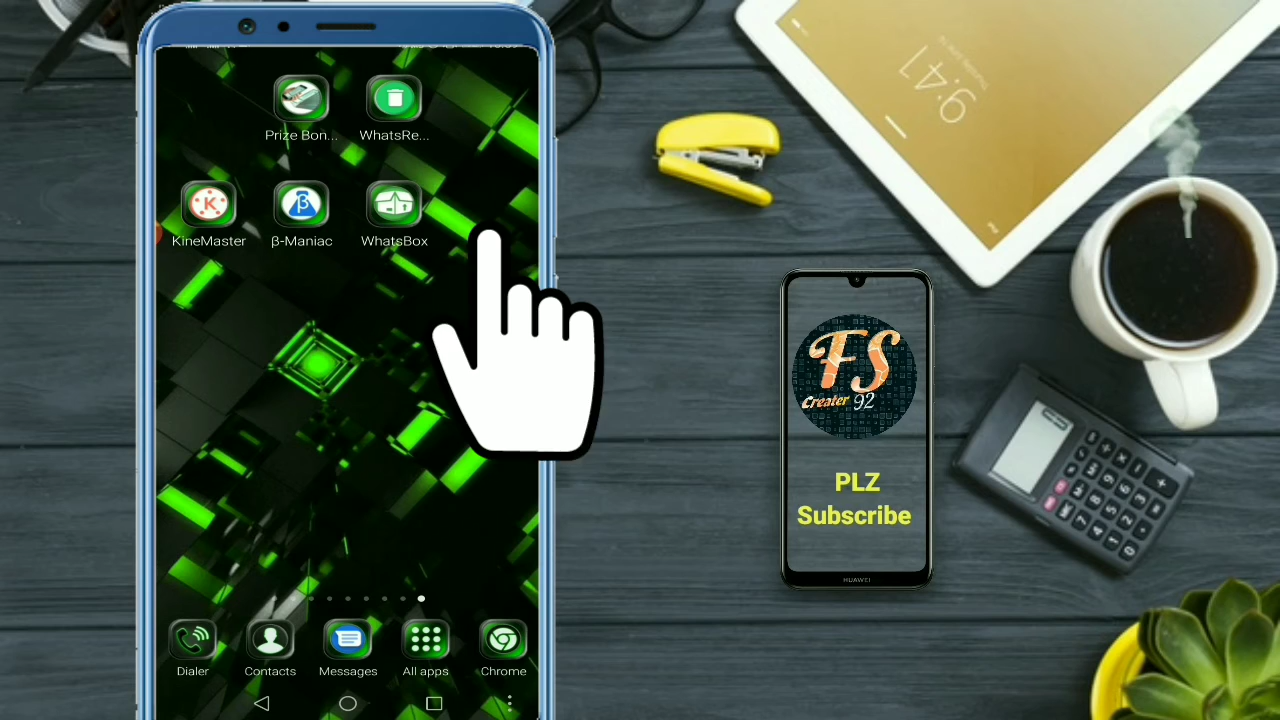 Prize Bon...
WhatsRe...
KineMaster
β-Maniac
WhatsBox
Dialer
Contacts
Messages
All apps
Chrome
9:41
FS
Creater 92
PLZ
Subscribe
HUAWEI